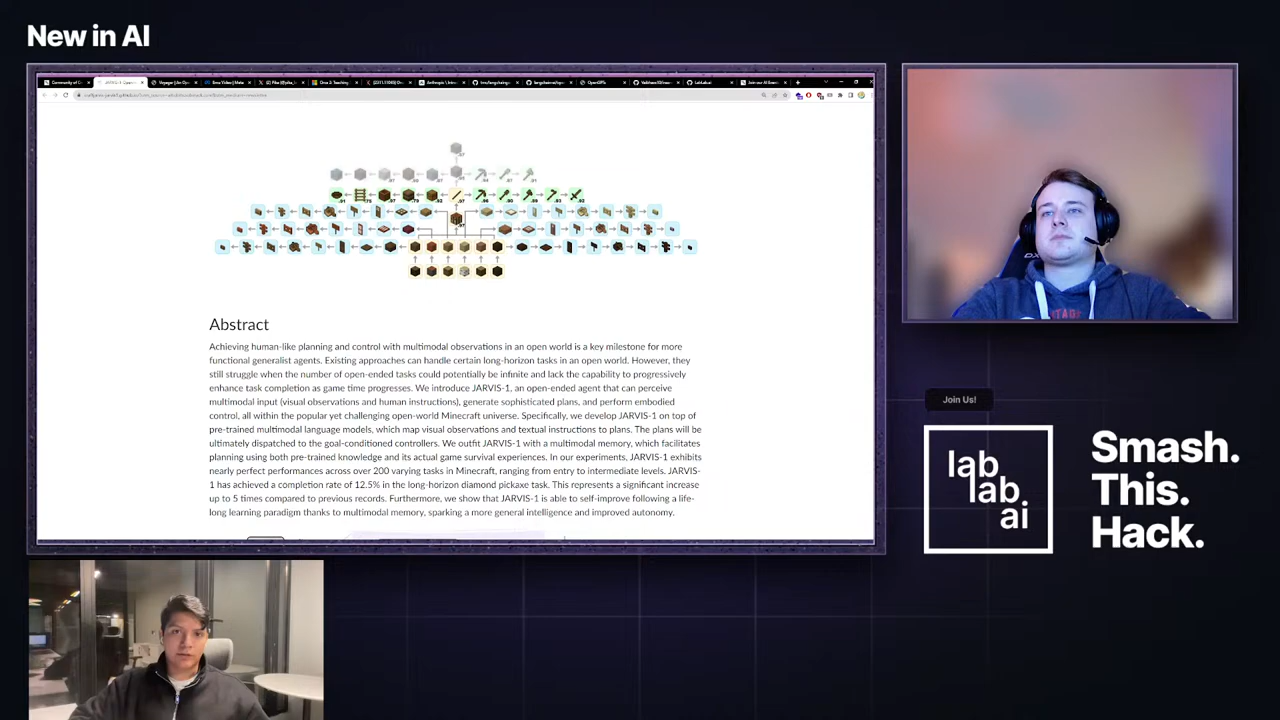 New in AI
Abstract
Achieving human-like planning and control with multimodal observations in an open world is a key milestone for more
functional generalist agents. Existing approaches can handle certain long-horizon tasks in an open world. However, they
still struggle when the number of open-ended tasks could potentially be infinite and lack the capability to progressively
enhance task completion as game time progresses. We introduce JARVIS-1, an open-ended agent that can perceive
multimodal input (visual observations and human instructions), generate sophisticated plans, and perform embodied
control, all within the popular yet challenging open-world Minecraft universe. Specifically, we develop JARVIS-1 on top of
pre-trained multimodal language models, which map visual observations and textual instructions to plans. The plans will be
ultimately dispatched to the goal-conditioned controllers. We outfit JARVIS-1 with a multimodal memory, which facilitates
planning using both pre-trained knowledge and its actual game survival experiences. In our experiments, JARVIS-1 exhibits
nearly perfect performances across over 200 varying tasks in Minecraft, ranging from entry to intermediate levels. JARVIS-
1 has achieved a completion rate of 12.5% in the long-horizon diamond pickaxe task. This represents a significant increase
up to 5 times compared to previous records. Furthermore, we show that JARVIS-1 is able to self-improve following a life-
long learning paradigm thanks to multimodal memory, sparking a more general intelligence and improved autonomy.
Join Us!
lab
lab.
ai
Smash.
This.
Hack.